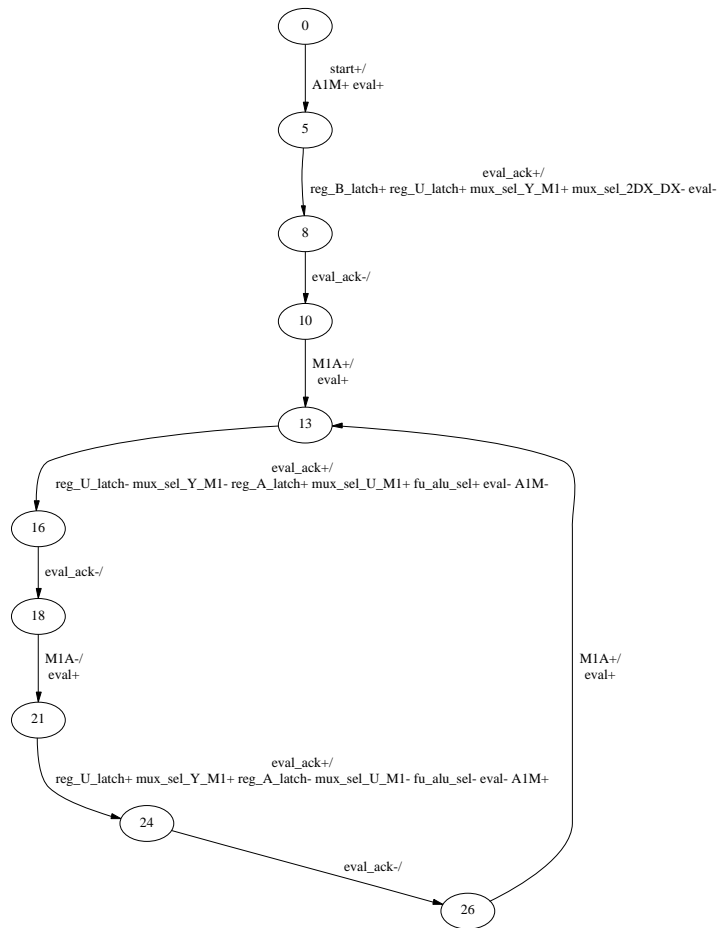 0
start+/
A1M+ eval+
5
eval_ack+/
reg_B_latch+ reg_U_latch+ mux_sel_Y_M1+ mux_sel_2DX_DX- eval-
8
eval_ack-/
10
M1A+/
eval+
13
eval_ack+/
reg_U_latch- mux_sel_Y_M1- reg_A_latch+ mux_sel_U_M1+ fu_alu_sel+ eval- A1M-
16
eval_ack-/
18
M1A-/
eval+
M1A+/
eval+
21
eval_ack+/
reg_U_latch+ mux_sel_Y_M1+ reg_A_latch- mux_sel_U_M1- fu_alu_sel- eval- A1M+
24
eval_ack-/
26